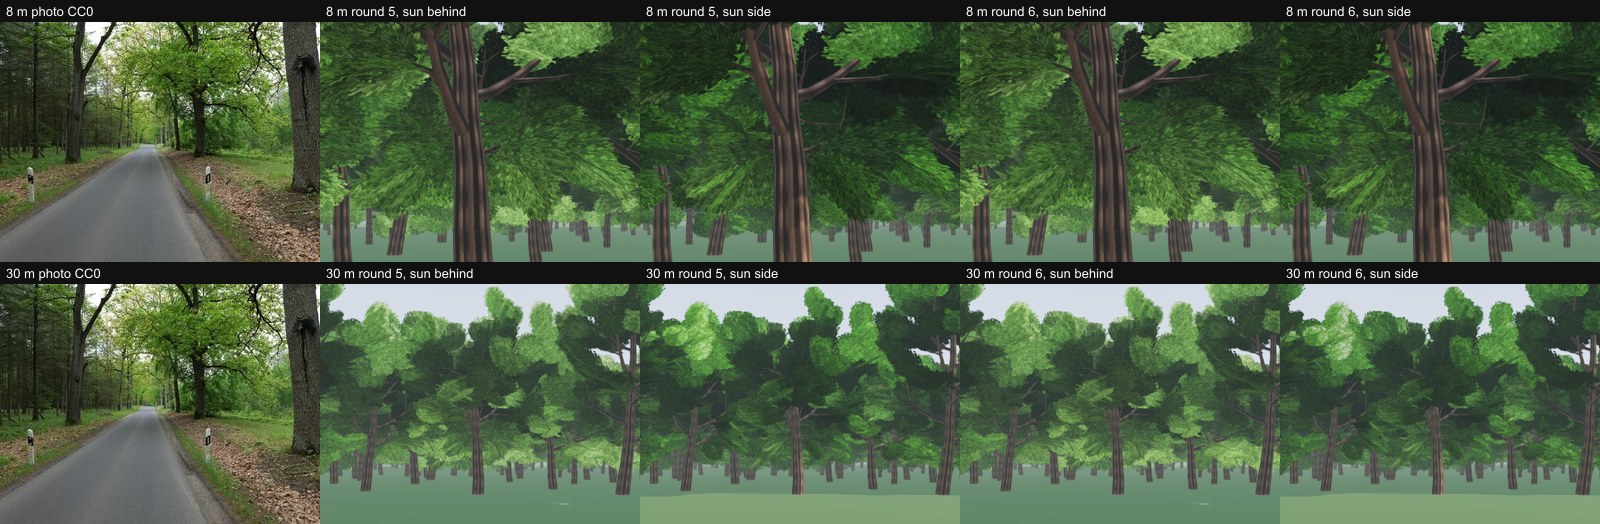 8 m photo CC0
8 m round 5, sun behind
8 m round 5, sun side
8 m round 6, sun behind
8 m round 6, sun side
30 m photo CC0
30 m round 5, sun behind
30 m round 5, sun side
30 m round 6, sun behind
30 m round 6, sun side